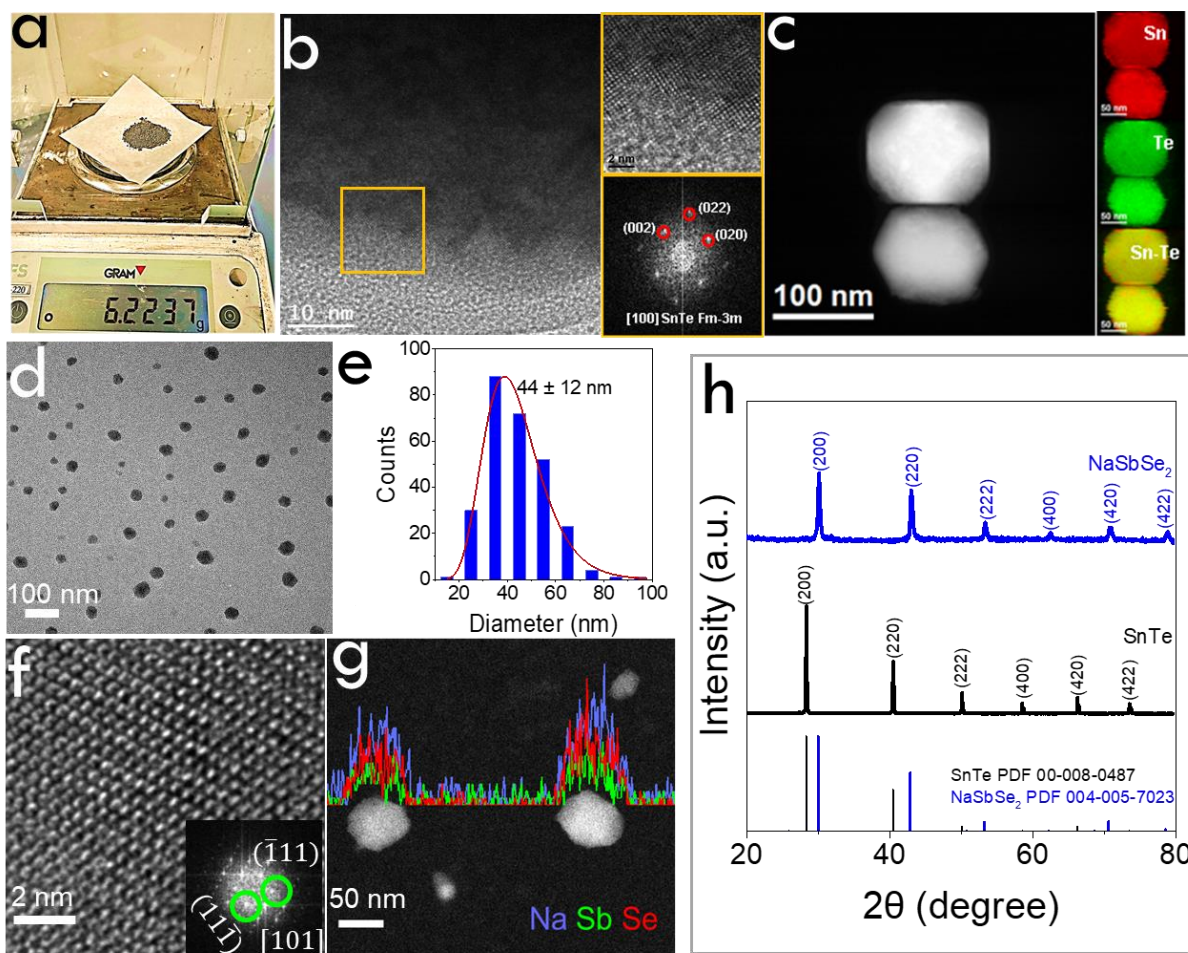 a
GRAM
6.2237
g
b
10 nm
2 nm
(022)
(002)
(020)
[100] SnTe Fm-3m
c
100 nm
Sn
50 nm
Te
50 nm
Sn-Te
50 nm
d
100 nm
e
100
80
60
40
20
0
Counts
44 ± 12 nm
20 40 60 80 100
Diameter (nm)
f
2 nm
(1̅11)
(111̅)
[101]
g
50 nm
Na Sb Se
h
Intensity (a.u.)
NaSbSe₂
(200) (220) (222) (400) (420) (422)
SnTe
(200) (220) (222) (400) (420) (422)
SnTe PDF 00-008-0487
NaSbSe₂ PDF 004-005-7023
20 40 60 80
2θ (degree)